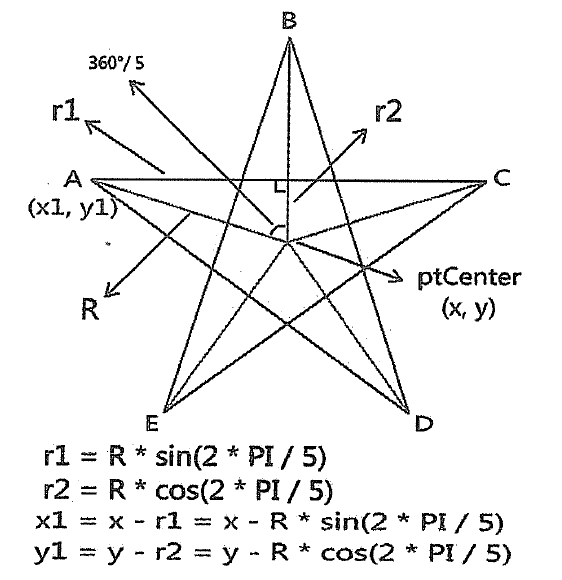 B
360°/5
r1
r2
A
C
(x1, y1)
ptCenter
(x, y)
R
E
D
r1 = R * sin(2 * PI / 5)
r2 = R * cos(2 * PI / 5)
x1 = x - r1 = x - R * sin(2 * PI / 5)
y1 = y - r2 = y - R * cos(2 * PI / 5)